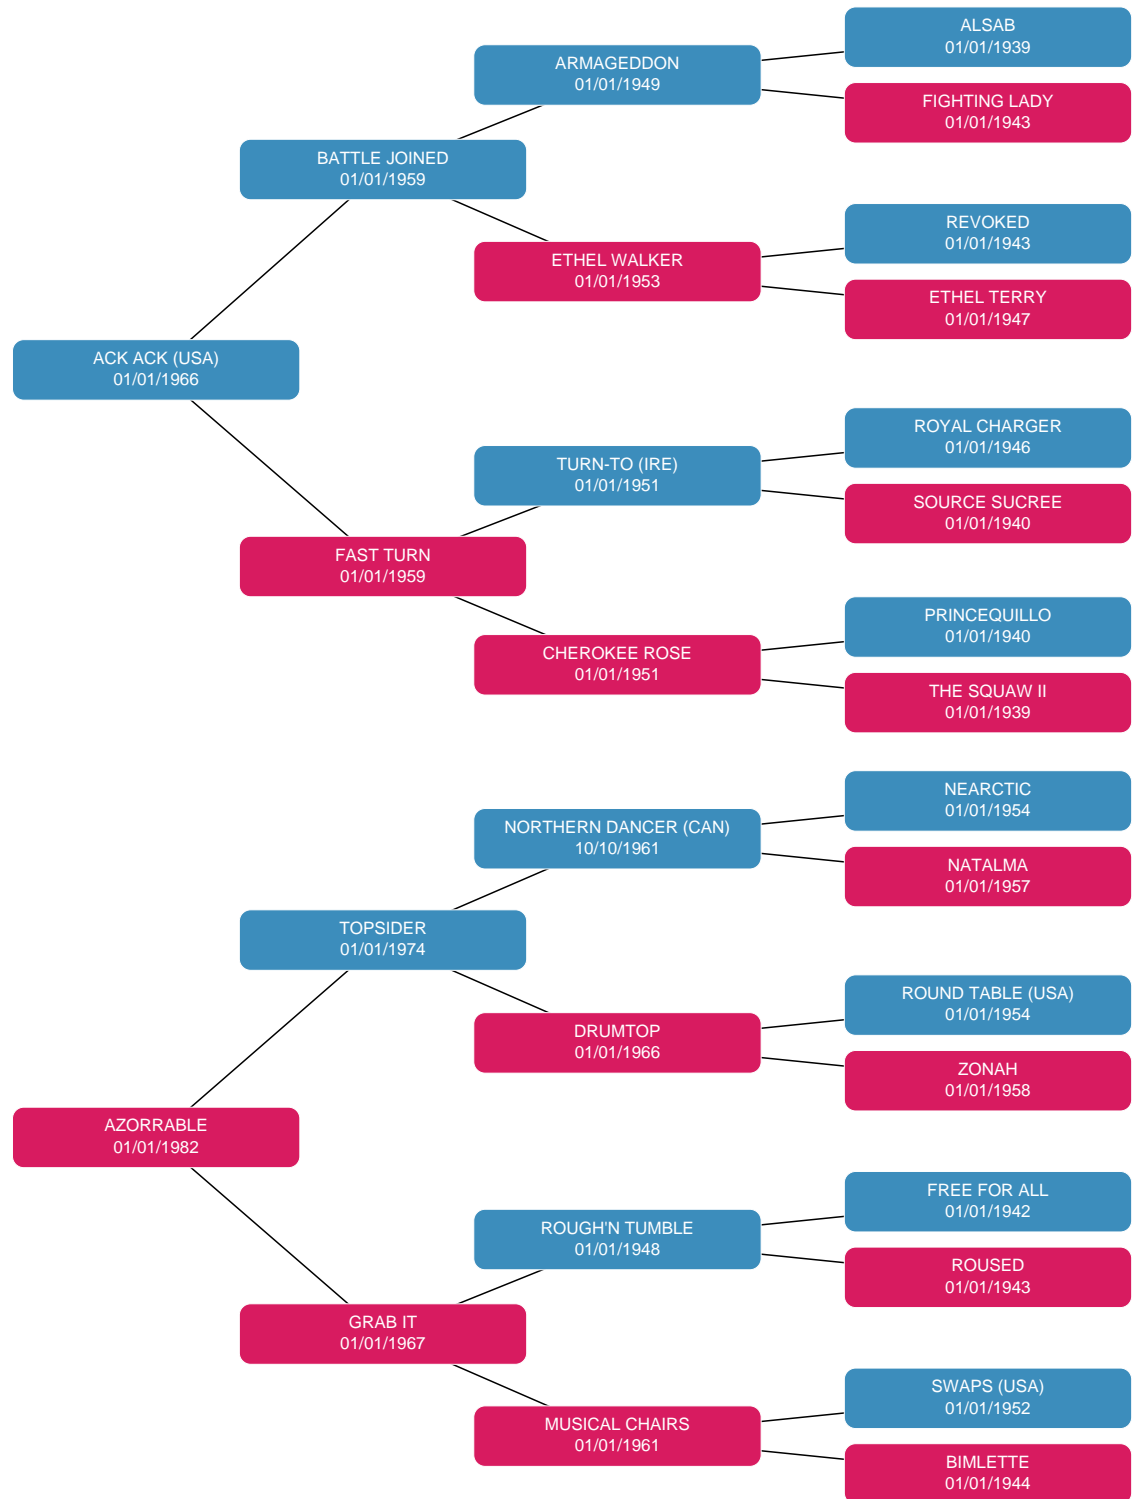 ALSAB
01/01/1939
ARMAGEDDON
01/01/1949
FIGHTING LADY
01/01/1943
BATTLE JOINED
01/01/1959
REVOKED
01/01/1943
ETHEL WALKER
01/01/1953
ETHEL TERRY
01/01/1947
ACK ACK (USA)
01/01/1966
ROYAL CHARGER
01/01/1946
TURN-TO (IRE)
01/01/1951
SOURCE SUCREE
01/01/1940
FAST TURN
01/01/1959
PRINCEQUILLO
01/01/1940
CHEROKEE ROSE
01/01/1951
THE SQUAW II
01/01/1939
NEARCTIC
01/01/1954
NORTHERN DANCER (CAN)
10/10/1961
NATALMA
01/01/1957
TOPSIDER
01/01/1974
ROUND TABLE (USA)
01/01/1954
DRUMTOP
01/01/1966
ZONAH
01/01/1958
AZORRABLE
01/01/1982
FREE FOR ALL
01/01/1942
ROUGH'N TUMBLE
01/01/1948
ROUSED
01/01/1943
GRAB IT
01/01/1967
SWAPS (USA)
01/01/1952
MUSICAL CHAIRS
01/01/1961
BIMLETTE
01/01/1944